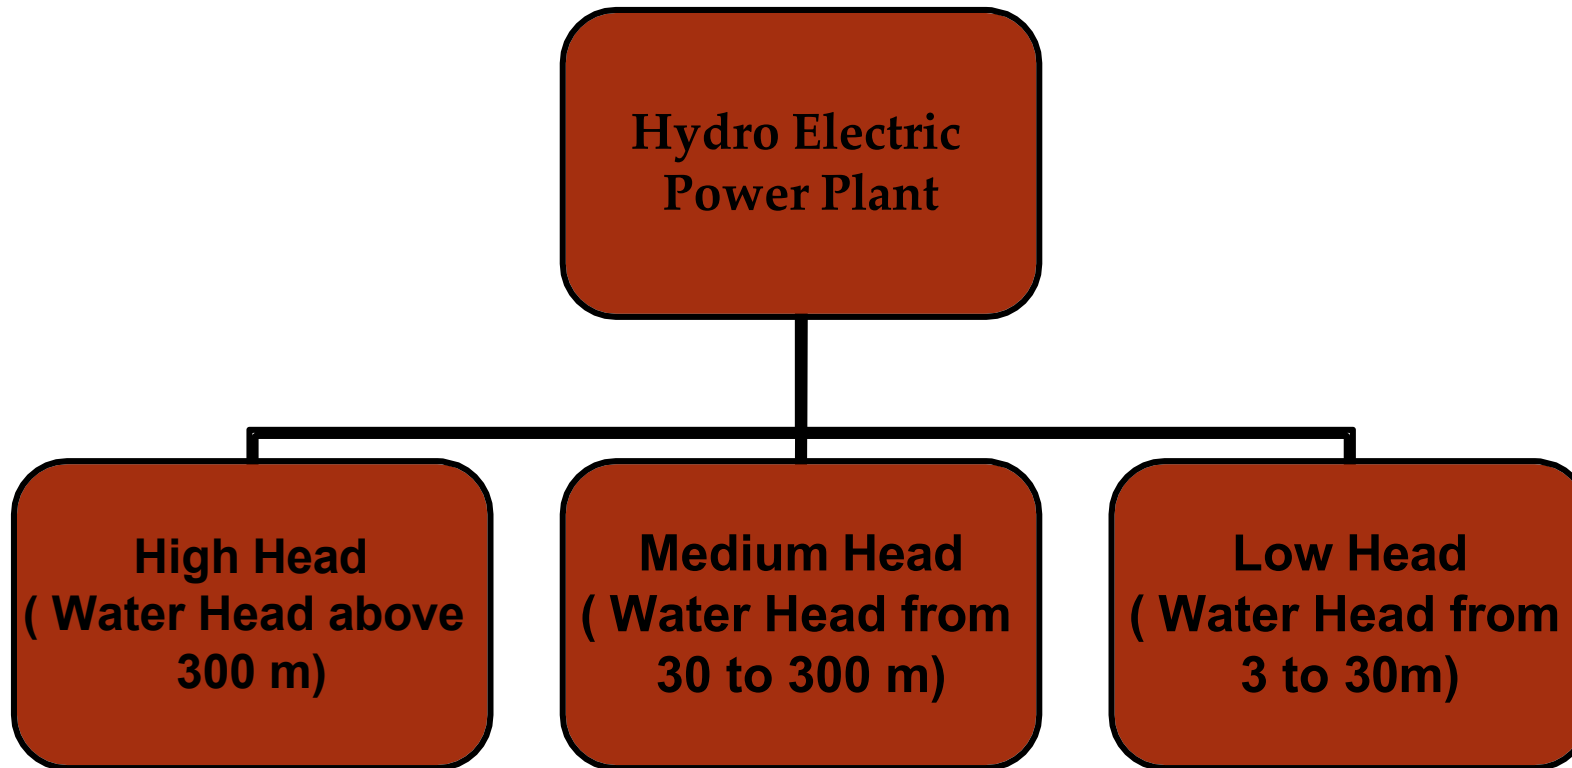 Hydro Electric
Power Plant
High Head
( Water Head above
300 m)
Medium Head
( Water Head from
30 to 300 m)
Low Head
( Water Head from
3 to 30m)